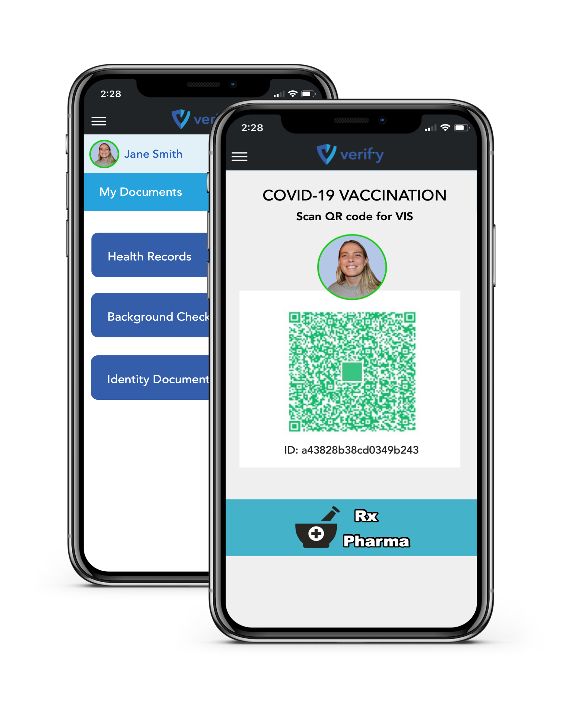 2:28
verify
Jane Smith
My Documents
Health Records
Background Check
Identity Document
2:28
verify
COVID-19 VACCINATION
Scan QR code for VIS
ID: a43828b38cd0349b243
Rx
Pharma